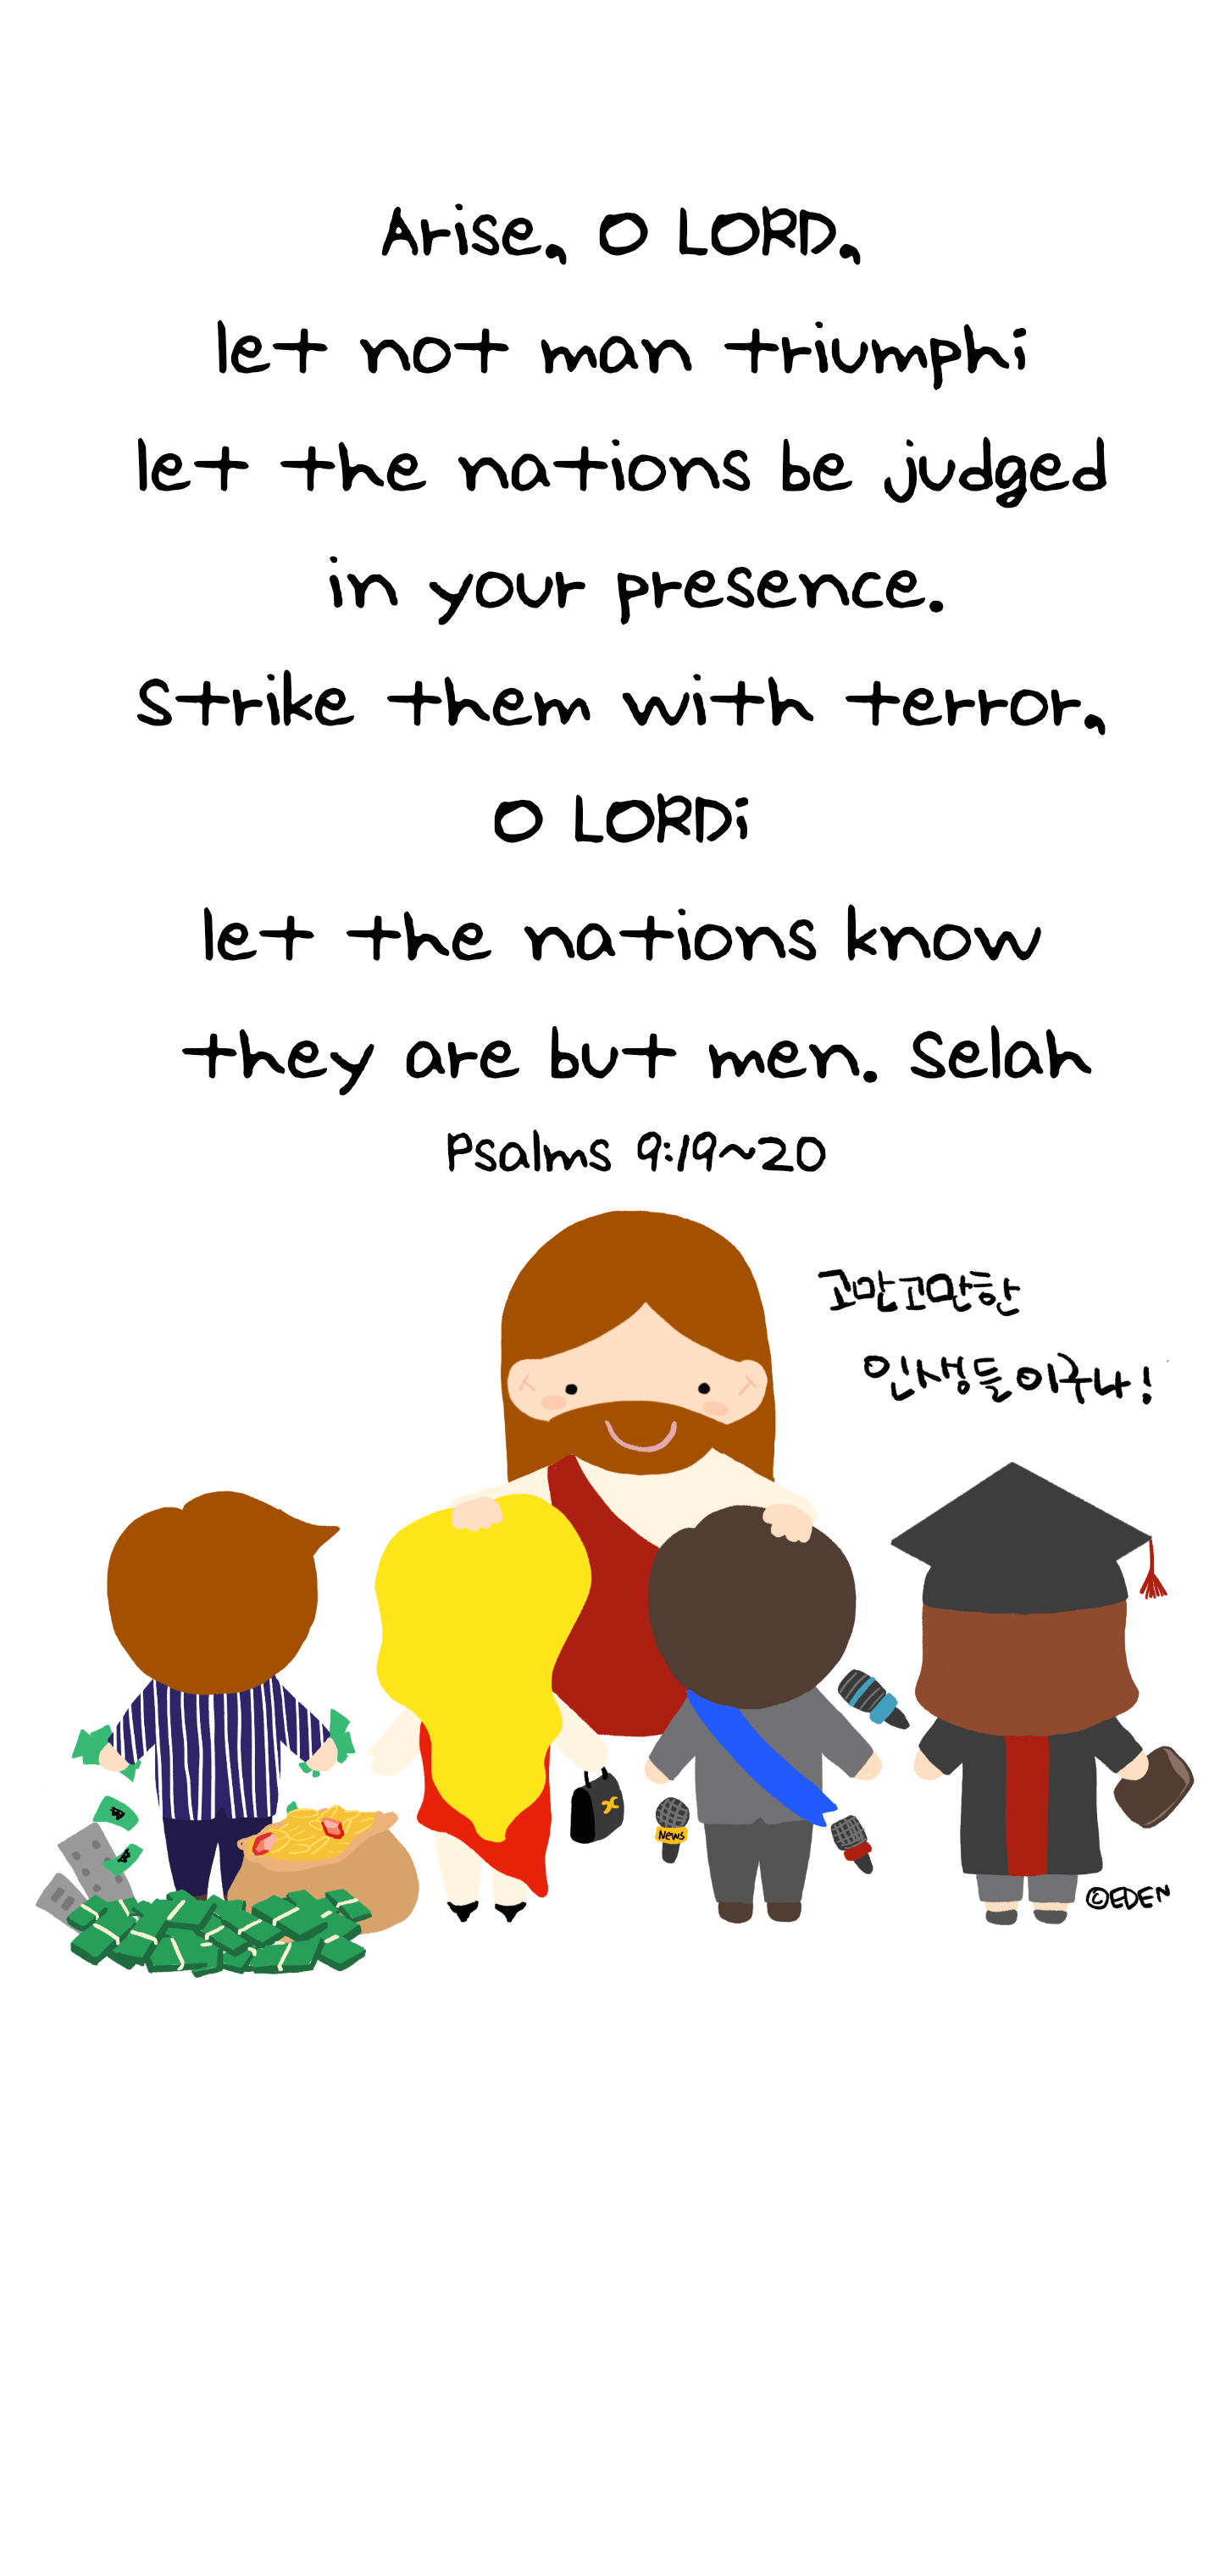 Arise, O LORD,
let not man triumphi
let the nations be judged
in your presence.
Strike them with terror,
O LORDi
let the nations know
they are but men. Selah
Psalms 9:19~20
고만고만한
인생들이구나!
News
©EDEN